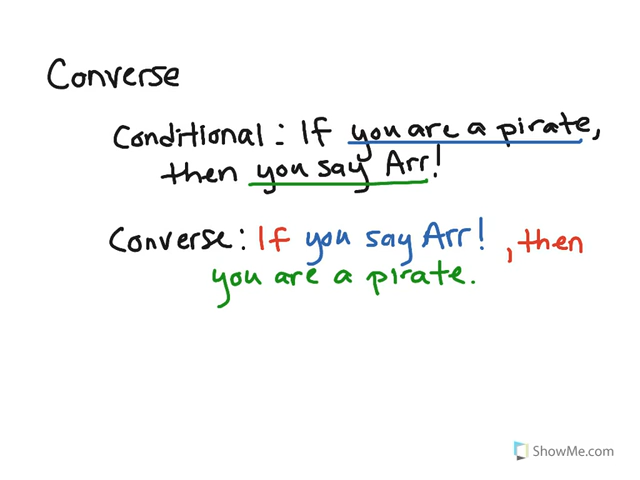 Converse
Conditional: If you are a pirate,
then you say Arr!
Converse: If you say Arr! , then
you are a pirate.
ShowMe.com